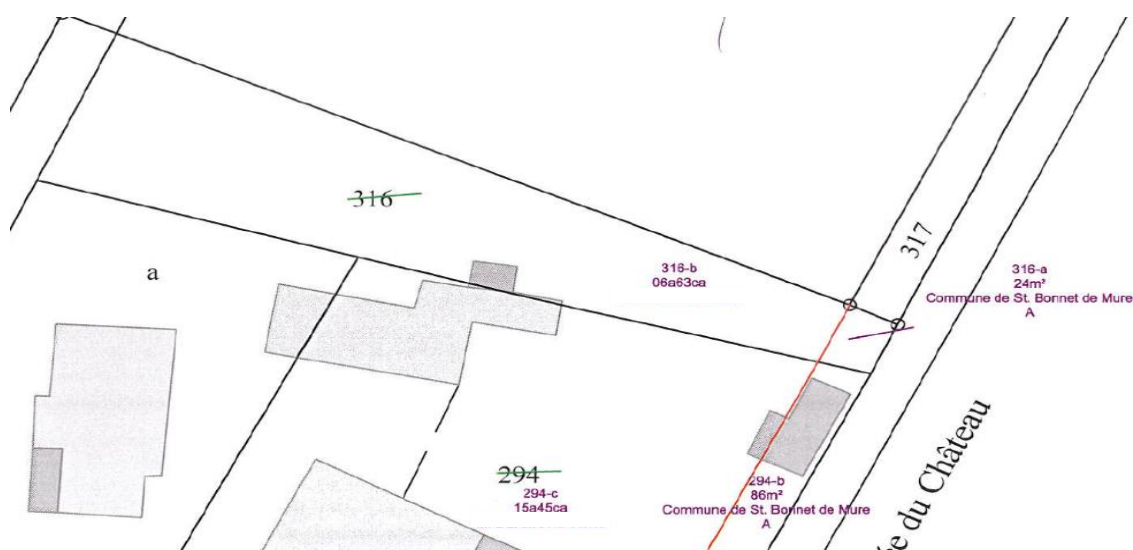 316
317
a
316-b
06a63ca
316-a
24m²
Commune de St. Bonnet de Mure
A
294
294-c
15a45ca
294-b
86m²
Commune de St. Bonnet de Mure
A
du Château